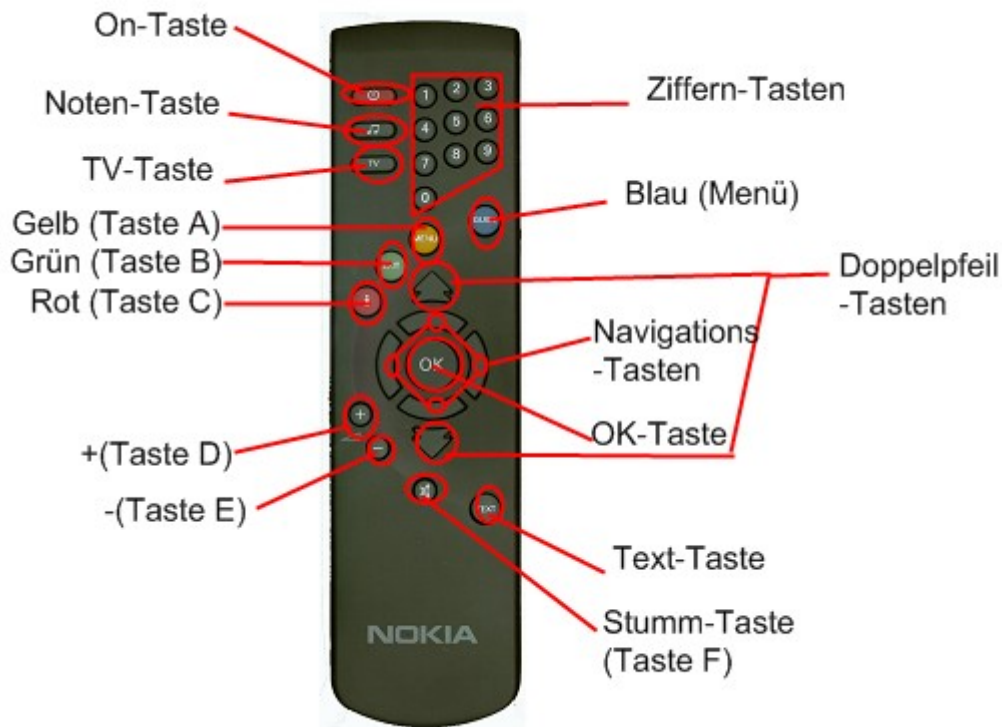 On-Taste
Noten-Taste
TV-Taste
Gelb (Taste A)
Grün (Taste B)
Rot (Taste C)
+(Taste D)
-(Taste E)
Ziffern-Tasten
Blau (Menü)
Doppelpfeil
-Tasten
Navigations
-Tasten
OK-Taste
Text-Taste
Stumm-Taste
(Taste F)
1 2 3
4 5 6
TV
7 8 9
0
MENU
OK
+
-
TEXT
NOKIA